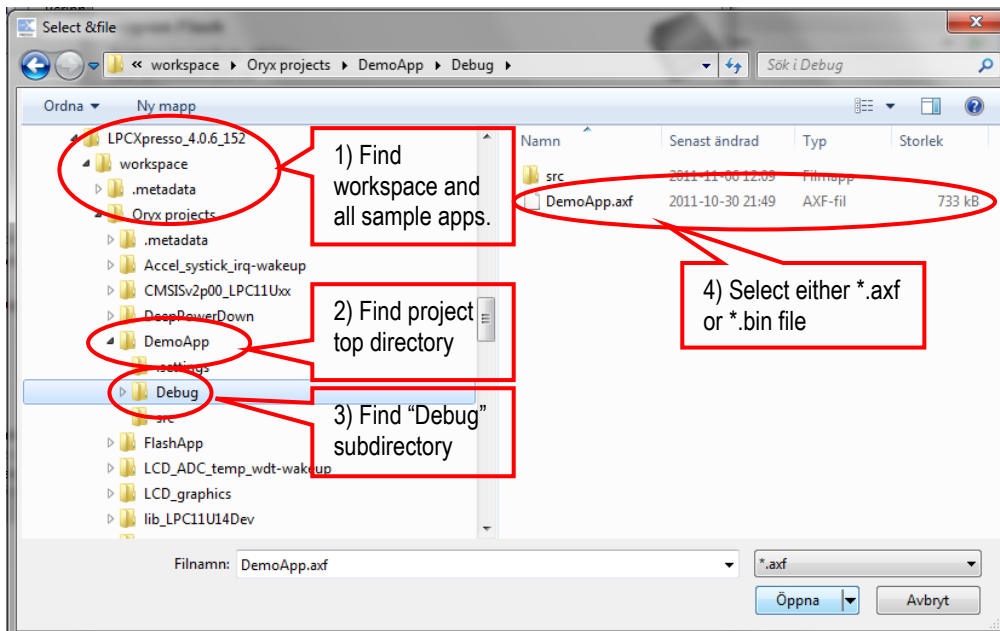 Select &file
« workspace ▸ Oryx projects ▸ DemoApp ▸ Debug ▸
Sök i Debug
Ordna
Ny mapp
LPCXpresso_4.0.6_152
workspace
.metadata
Oryx projects
.metadata
Accel_systick_irq-wakeup
CMSISv2p00_LPC11Uxx
DeepPowerDown
DemoApp
.settings
Debug
src
FlashApp
LCD_ADC_temp_wdt-wakeup
LCD_graphics
lib_LPC11U14Dev
1) Find
workspace and
all sample apps.
2) Find project
top directory
3) Find “Debug”
subdirectory
Namn Senast ändrad Typ Storlek
src 2011-11-06 12:09 Filmapp
DemoApp.axf 2011-10-30 21:49 AXF-fil 733 kB
4) Select either *.axf
or *.bin file
Filnamn: DemoApp.axf
*.axf
Öppna
Avbryt